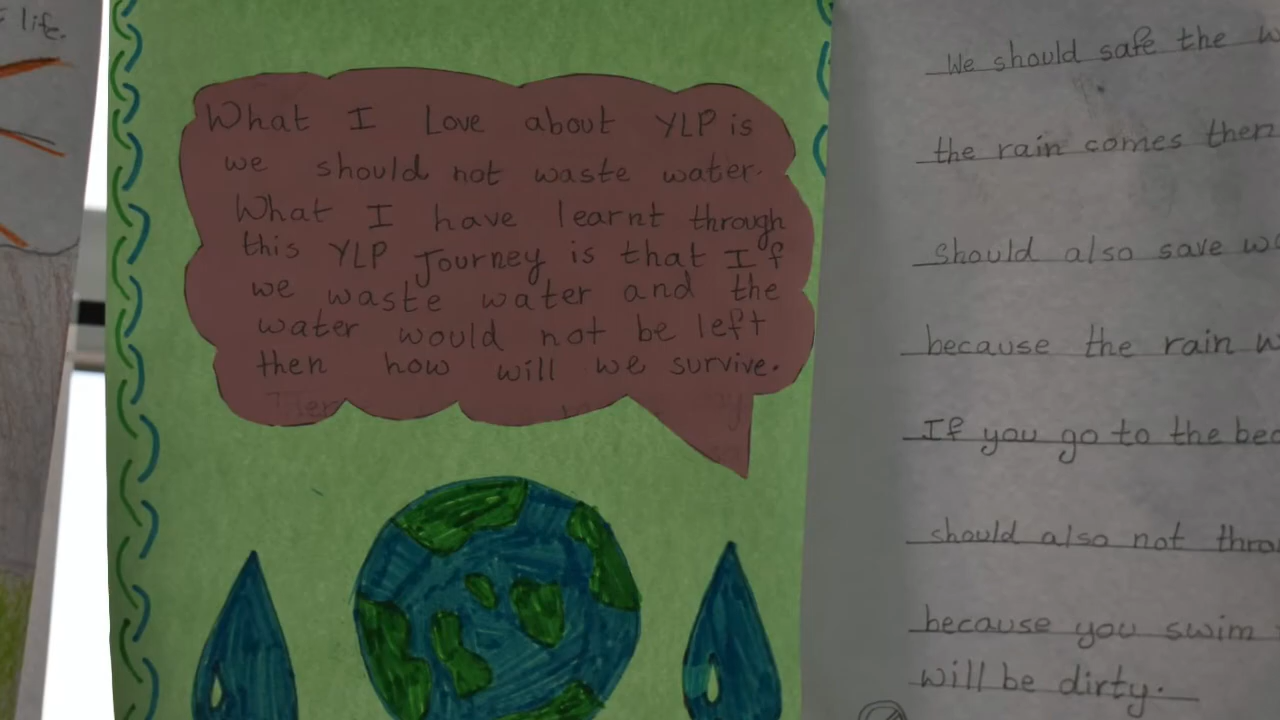 life.
What I Love about YLP is
we should not waste water.
What I have learnt through
this YLP Journey is that If
we waste water and the
water would not be left
then how will we survive.
We should safe the
the rain comes then
should also save
because the rain
If you go to the
should also not
because you swim
will be dirty.